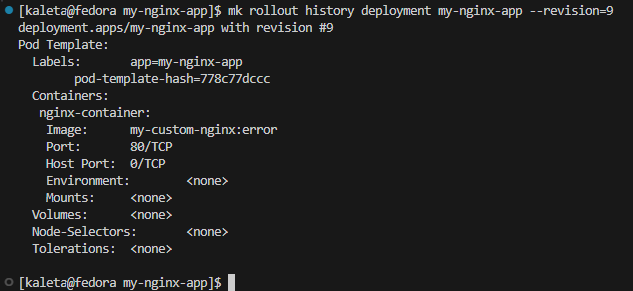 [kaleta@fedora my-nginx-app]$ mk rollout history deployment my-nginx-app --revision=9
deployment.apps/my-nginx-app with revision #9
Pod Template:
  Labels:       app=my-nginx-app
        pod-template-hash=778c77dccc
  Containers:
   nginx-container:
    Image:      my-custom-nginx:error
    Port:       80/TCP
    Host Port:  0/TCP
    Environment:        <none>
    Mounts:     <none>
  Volumes:      <none>
  Node-Selectors:       <none>
  Tolerations:  <none>
[kaleta@fedora my-nginx-app]$